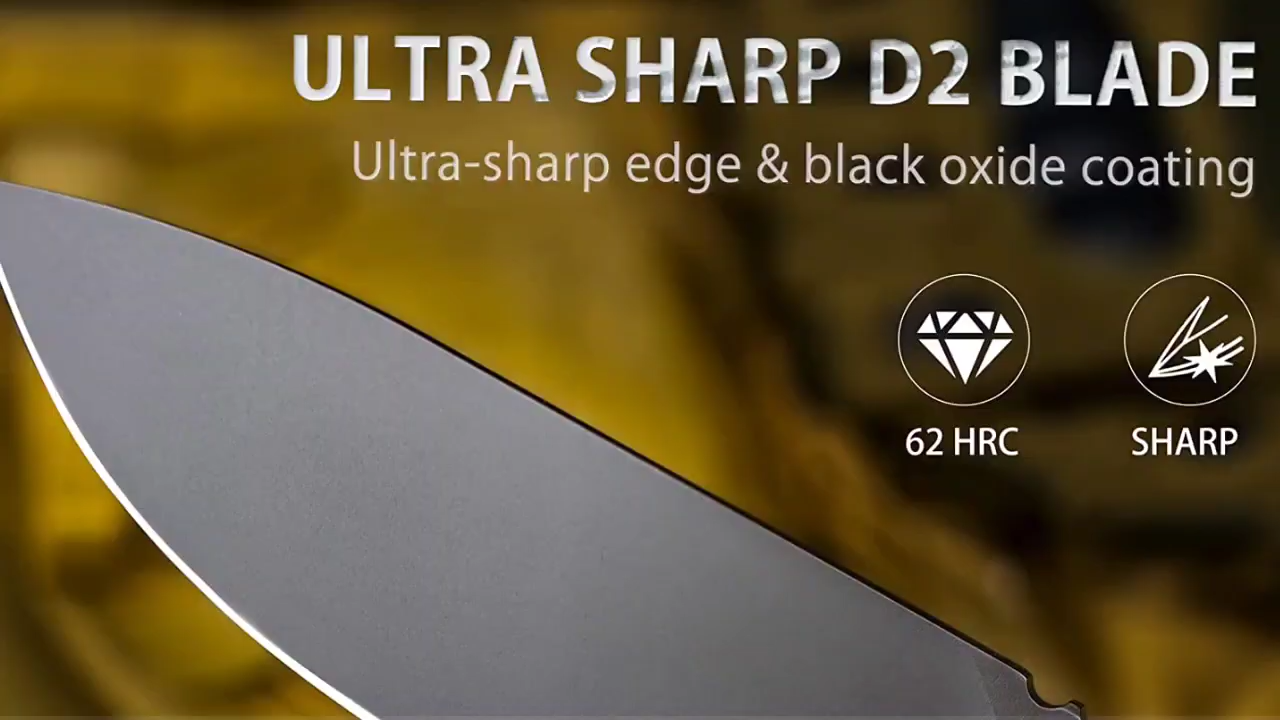 ULTRA SHARP D2 BLADE
Ultra-sharp edge & black oxide coating
62 HRC
SHARP